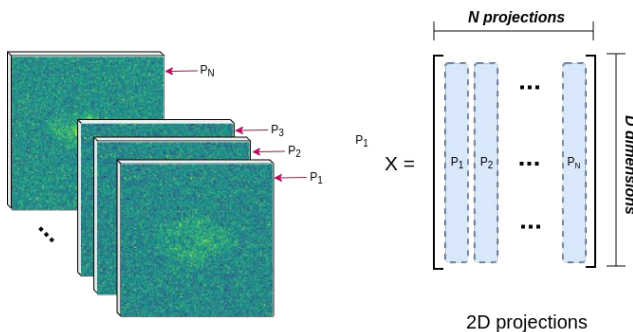 N projections
P_N
P_3
P_2
P_1
P_1
X =
P_1 P_2 ... P_N
...
...
D dimensions
2D projections